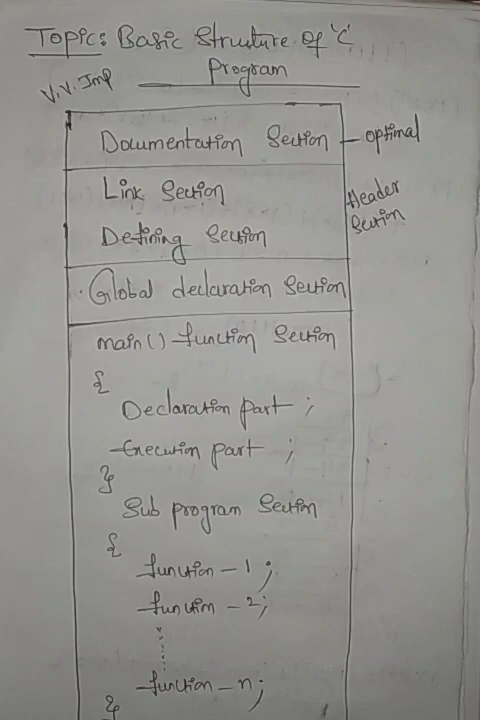 Topic: Basic Structure of 'C'
Program
V.V. Imp
Documentation Section - optimal
Link Section
Header
Section
Defining Section
Global declaration Section
main() function Section
{
Declaration part ;
Execution part ;
}
Sub program Section
{
function - 1 ;
function - 2 ;
function - n ;
}